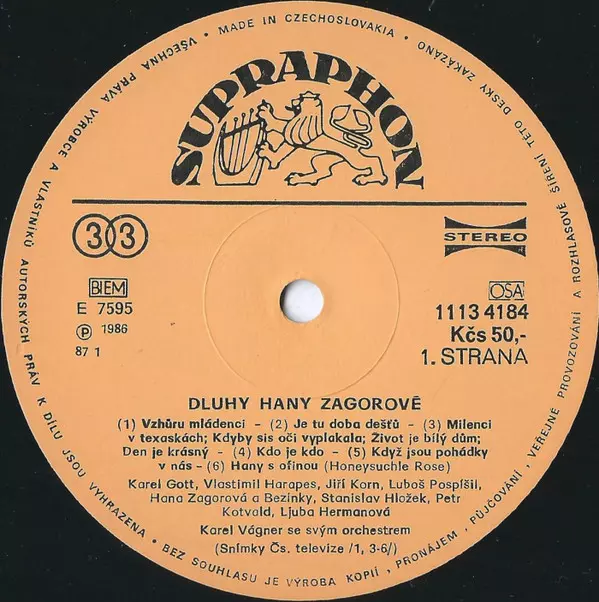 VŠECHNA PRÁVA VÝROBCE A VLASTNÍKŮ AUTORSKÝCH PRÁV K DÍLU JSOU VYHRAZENA • BEZ SOUHLASU JE VÝROBA KOPIÍ, PRONÁJEM, PŮJČOVÁNÍ, VEŘEJNÉ PROVOZOVÁNÍ A ROZHLASOVÉ ŠÍŘENÍ TÉTO DESKY ZAKÁZÁNO • MADE IN CZECHOSLOVAKIA •
SUPRAPHON
33
STEREO
BIEM
E 7595
℗ 1986
87 1
OSA
1113 4184
Kčs 50,-
1. STRANA
DLUHY HANY ZAGOROVÉ
(1) Vzhůru mládenci - (2) Je tu doba dešťů - (3) Milenci
v texaskách; Kdyby sis oči vyplakala; Život je bílý dům;
Den je krásný - (4) Kdo je kdo - (5) Když jsou pohádky
v nás - (6) Hany s ofinou (Honeysuchle Rose)
Karel Gott, Vlastimil Harapes, Jiří Korn, Luboš Pospíšil,
Hana Zagorová a Bezinky, Stanislav Hložek, Petr
Kotvald, Ljuba Hermanová
Karel Vágner se svým orchestrem
(Snímky Čs. televize /1, 3-6/)